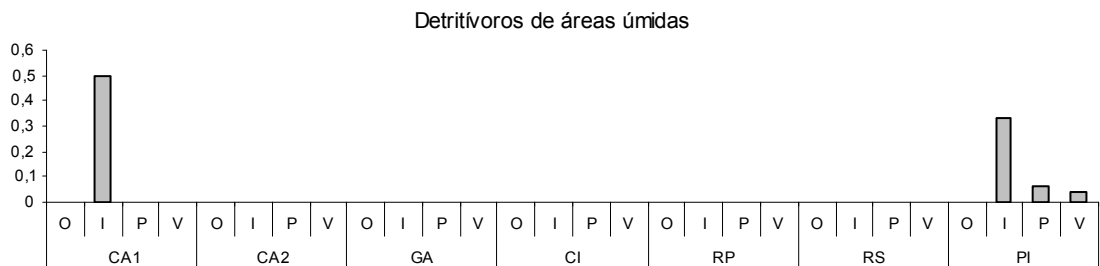 Detritívoros de áreas úmidas
0,6
0,5
0,4
0,3
0,2
0,1
0
O I P V O I P V O I P V O I P V O I P V O I P V O I P V
CA1 CA2 GA CI RP RS PI